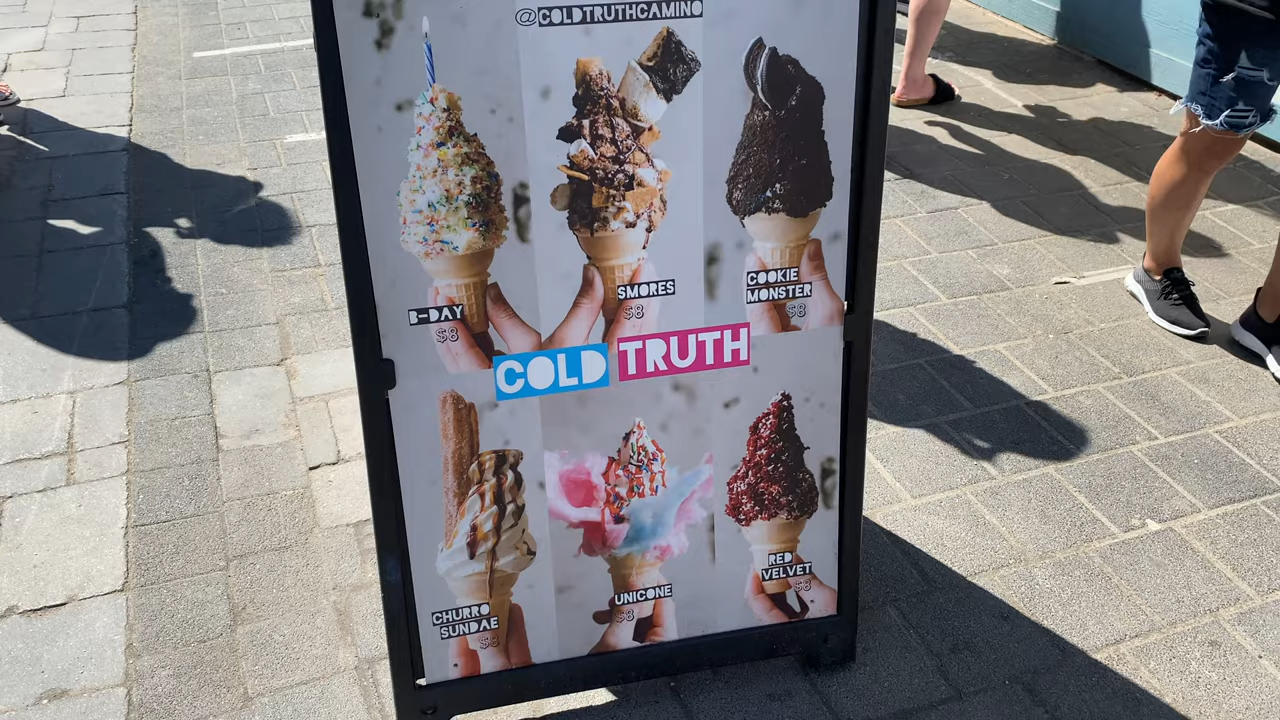 @COLDTRUTHCAMINO
B-DAY
$8
SMORES
$8
COOKIE
MONSTER
$8
COLD TRUTH
CHURRO
SUNDAE
$8
UNICONE
$8
RED
VELVET
$8